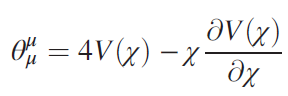 θ^μ_μ = 4V(χ) − χ ∂V(χ)/∂χ